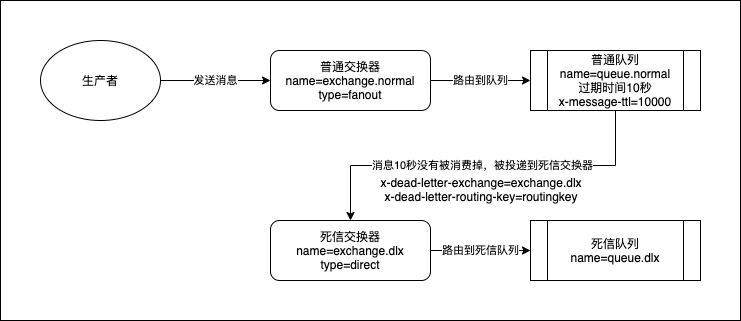 生产者
发送消息
普通交换器
name=exchange.normal
type=fanout
路由到队列
普通队列
name=queue.normal
过期时间10秒
x-message-ttl=10000
消息10秒没有被消费掉，被投递到死信交换器
x-dead-letter-exchange=exchange.dlx
x-dead-letter-routing-key=routingkey
死信交换器
name=exchange.dlx
type=direct
路由到死信队列
死信队列
name=queue.dlx